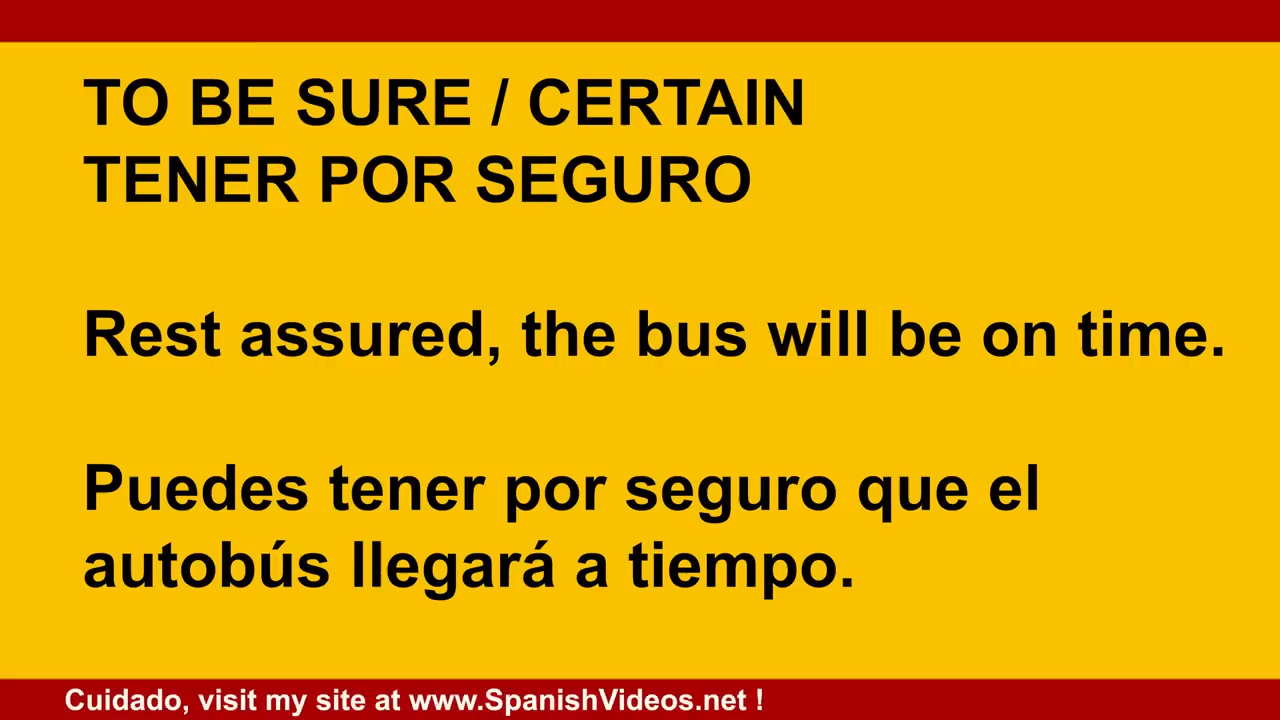 TO BE SURE / CERTAIN
TENER POR SEGURO
Rest assured, the bus will be on time.
Puedes tener por seguro que el
autobús llegará a tiempo.
Cuidado, visit my site at www.SpanishVideos.net !